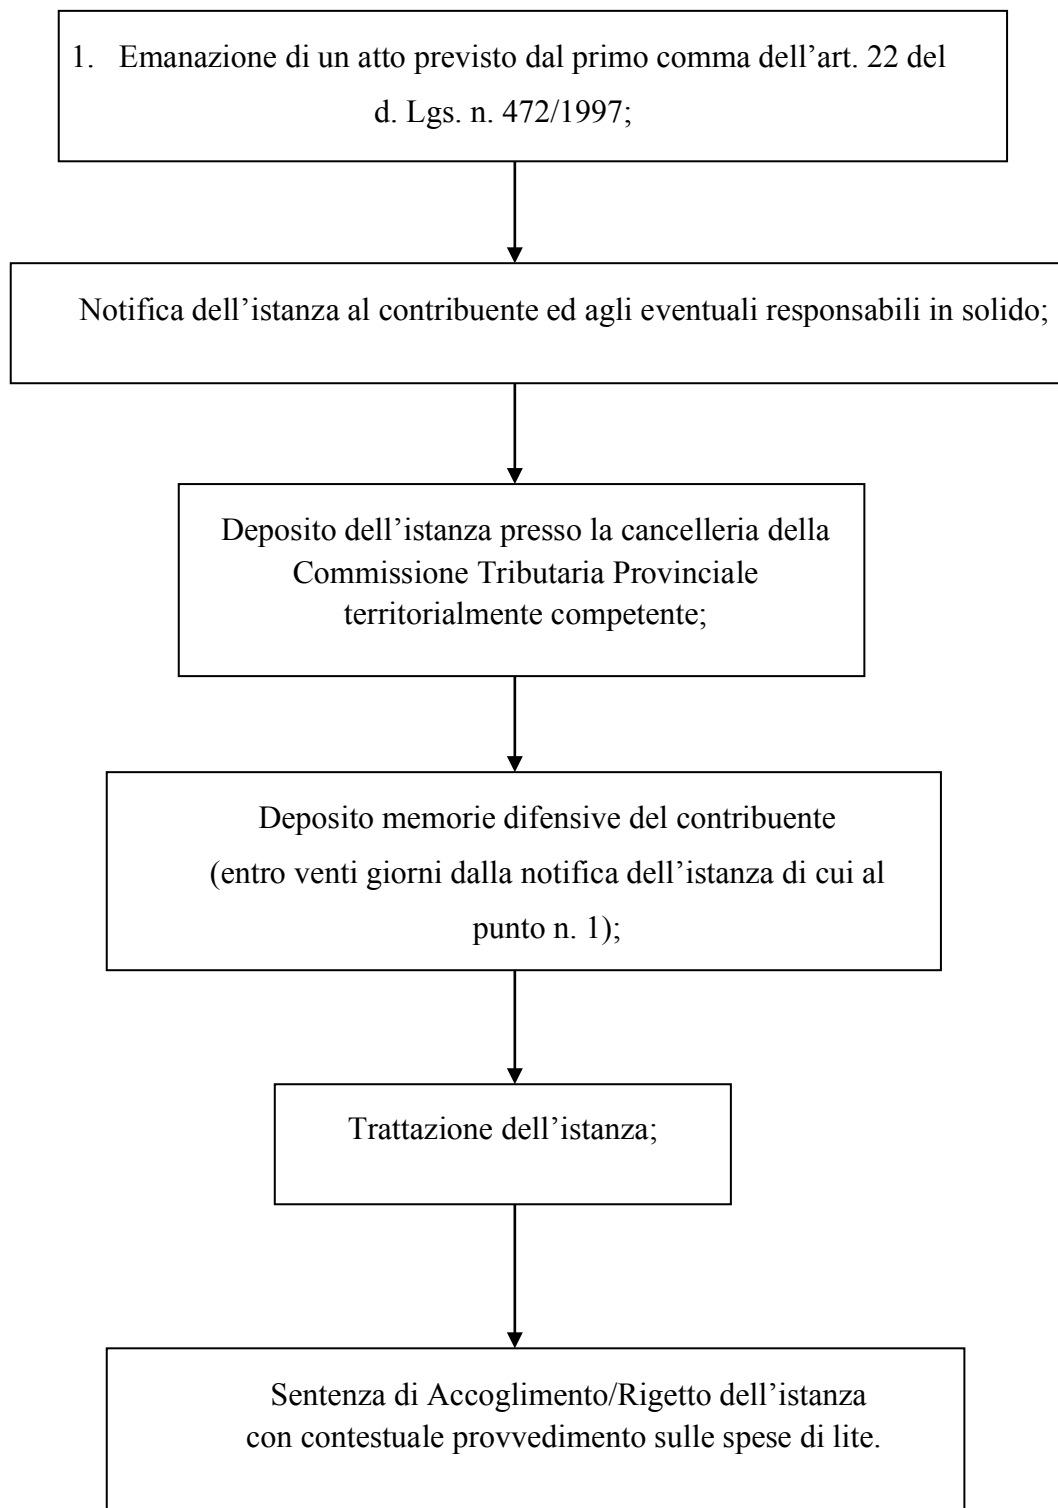 1. Emanazione di un atto previsto dal primo comma dell’art. 22 del
d. Lgs. n. 472/1997;
Notifica dell’istanza al contribuente ed agli eventuali responsabili in solido;
Deposito dell’istanza presso la cancelleria della
Commissione Tributaria Provinciale
territorialmente competente;
Deposito memorie difensive del contribuente
(entro venti giorni dalla notifica dell’istanza di cui al
punto n. 1);
Trattazione dell’istanza;
Sentenza di Accoglimento/Rigetto dell’istanza
con contestuale provvedimento sulle spese di lite.